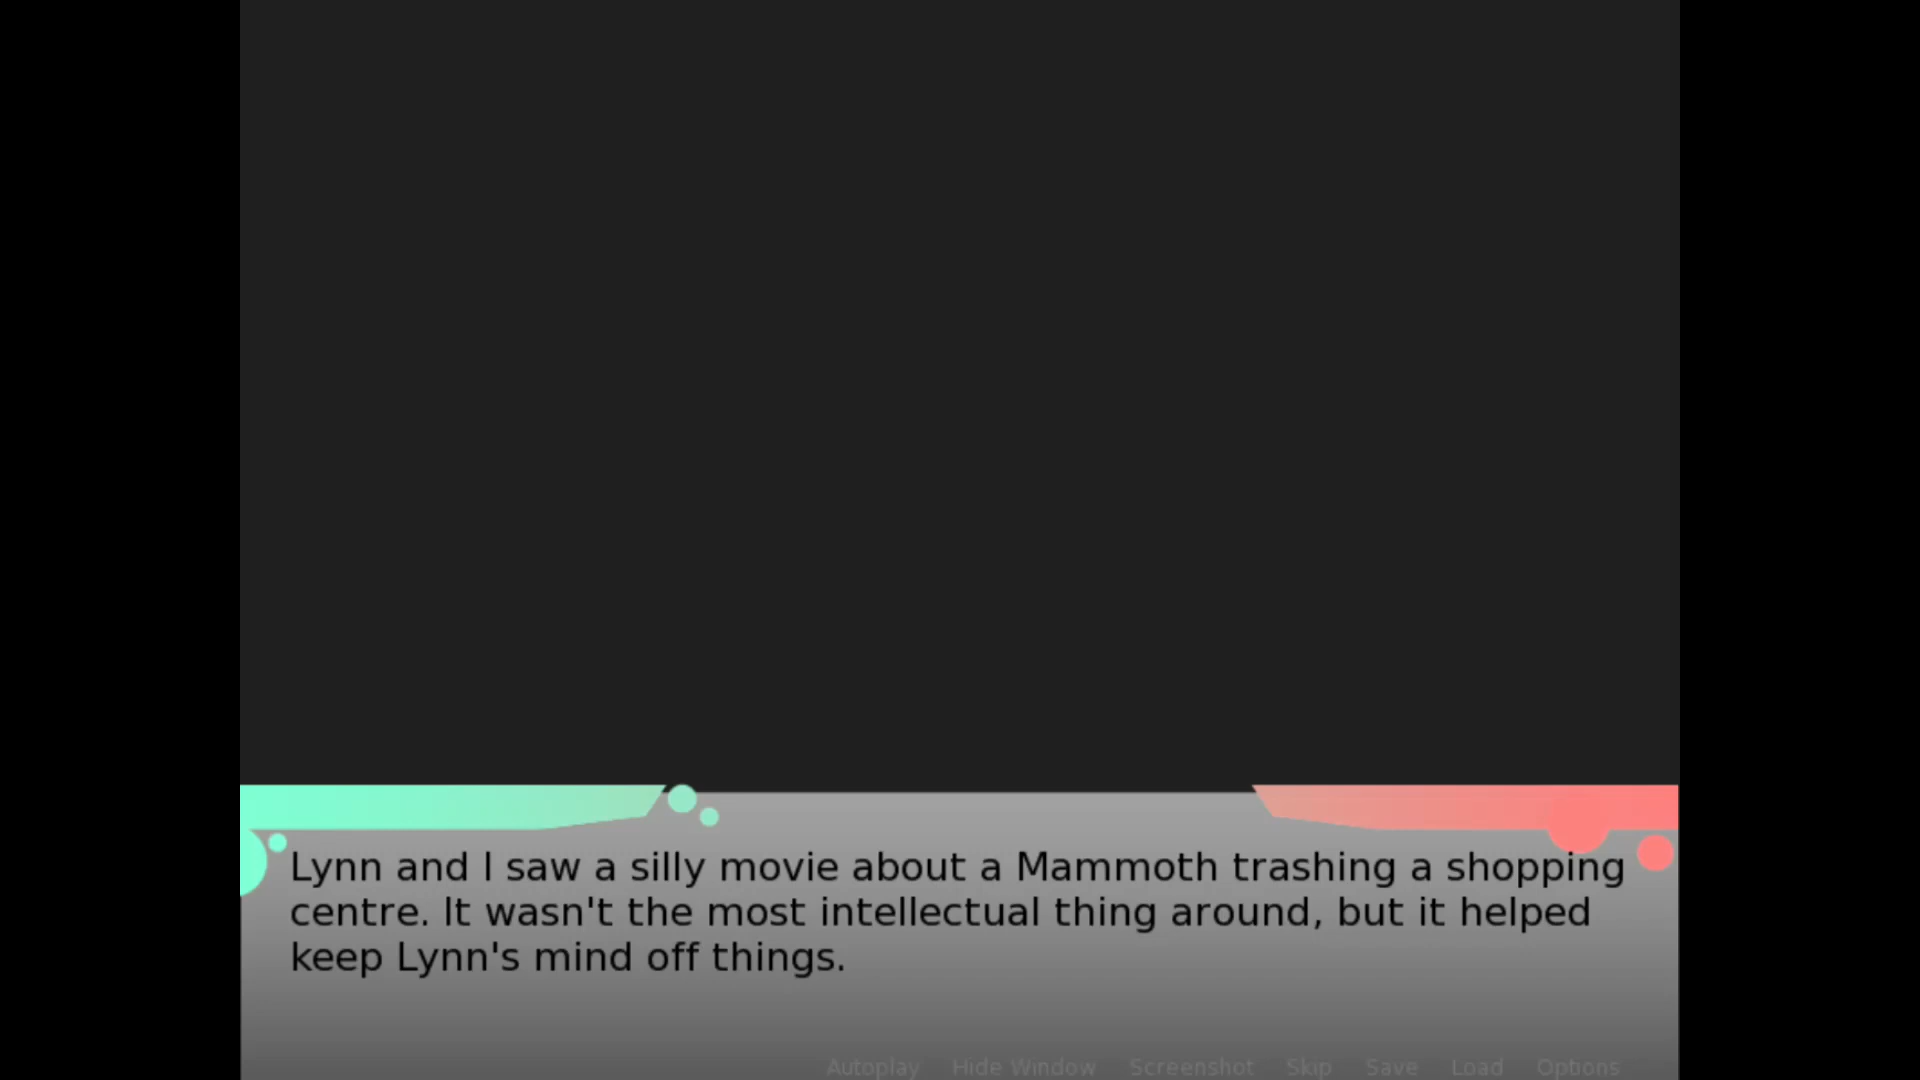 Lynn and I saw a silly movie about a Mammoth trashing a shopping
centre. It wasn't the most intellectual thing around, but it helped
keep Lynn's mind off things.
Autoplay Hide Window Screenshot Skip Save Load Options